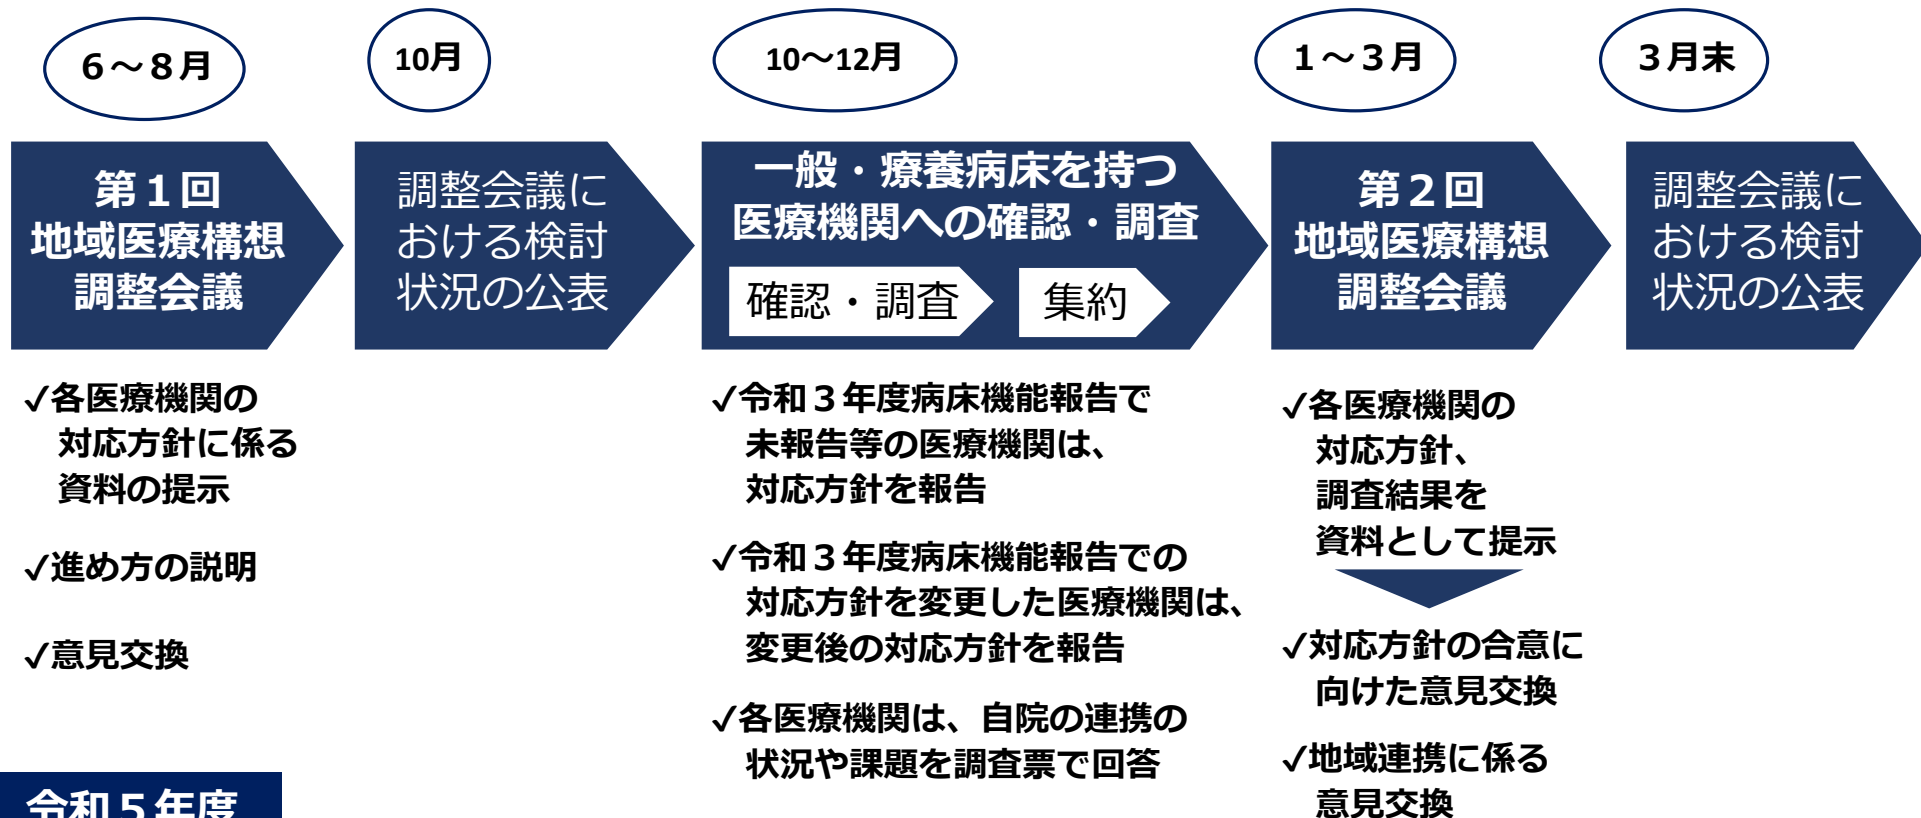 ６～８月
10月
10～12月
１～３月
３月末
第１回
地域医療構想
調整会議
調整会議に
おける検討
状況の公表
一般・療養病床を持つ
医療機関への確認・調査
確認・調査
集約
第２回
地域医療構想
調整会議
調整会議に
おける検討
状況の公表
✓各医療機関の
対応方針に係る
資料の提示
✓進め方の説明
✓意見交換
✓令和３年度病床機能報告で
未報告等の医療機関は、
対応方針を報告
✓令和３年度病床機能報告での
対応方針を変更した医療機関は、
変更後の対応方針を報告
✓各医療機関は、自院の連携の
状況や課題を調査票で回答
✓各医療機関の
対応方針、
調査結果を
資料として提示
✓対応方針の合意に
向けた意見交換
✓地域連携に係る
意見交換
令和５年度